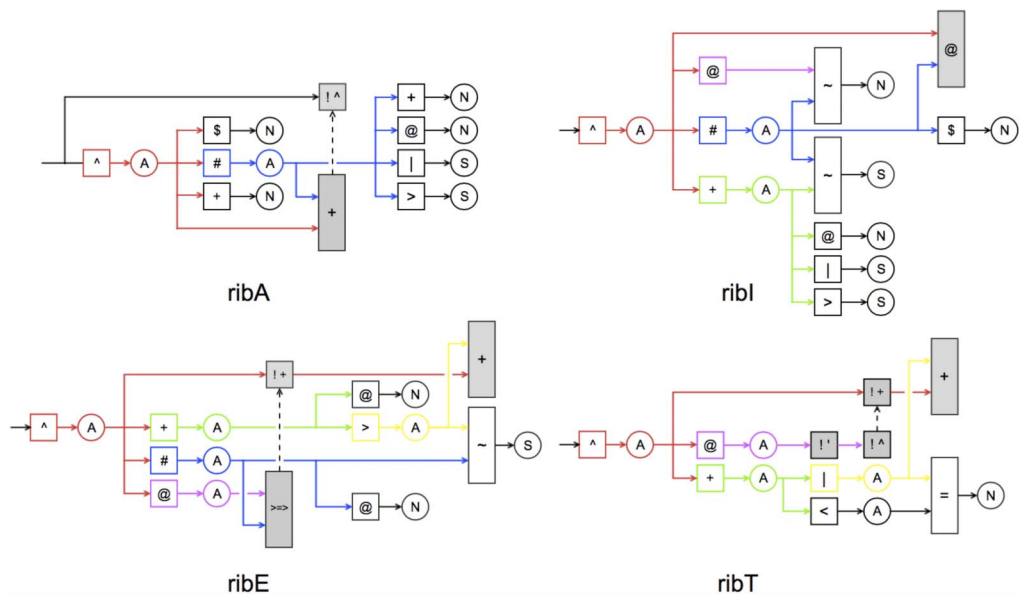 ! ^ + N
$ N @ N
^ A # A | S
+ N > S
+
ribA
@
@
~ N
^ A # A $ N
~ S
+ A
@ N
| S
> S
ribI
+
! +
@ N
^ A + A > A
~ S
# A
@ A
>=> @ N
ribE
+
! +
^ A @ A ! ' ! ^
+ A | A
= N
< A
ribT